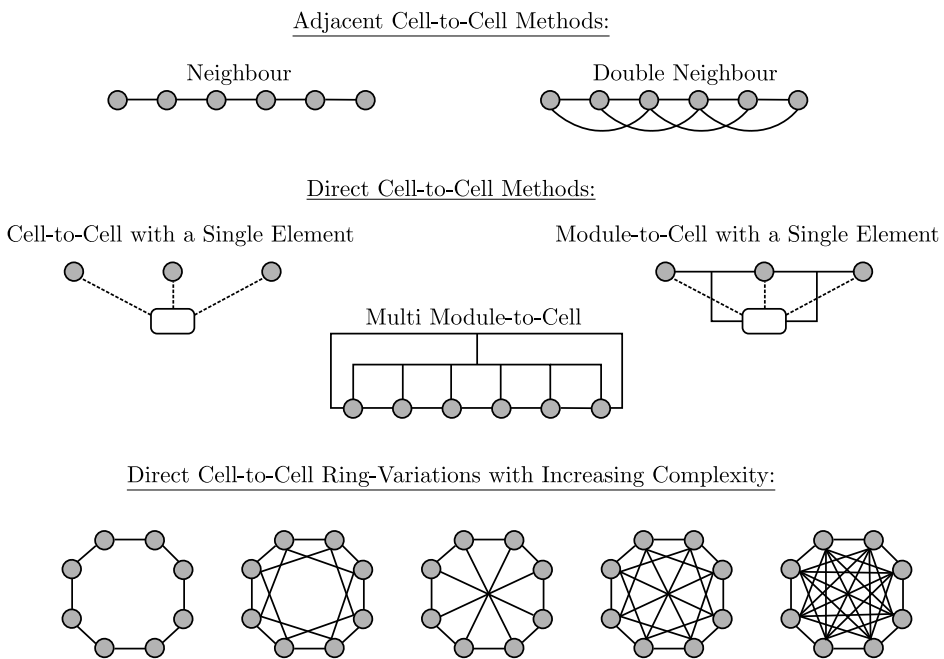 Adjacent Cell-to-Cell Methods:
Neighbour
Double Neighbour
Direct Cell-to-Cell Methods:
Cell-to-Cell with a Single Element
Module-to-Cell with a Single Element
Multi Module-to-Cell
Direct Cell-to-Cell Ring-Variations with Increasing Complexity: